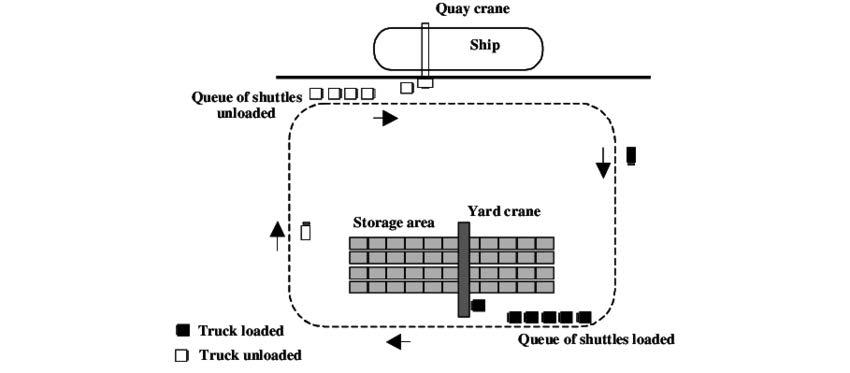 Quay crane
Ship
Queue of shuttles
unloaded
Yard crane
Storage area
Truck loaded
Queue of shuttles loaded
Truck unloaded